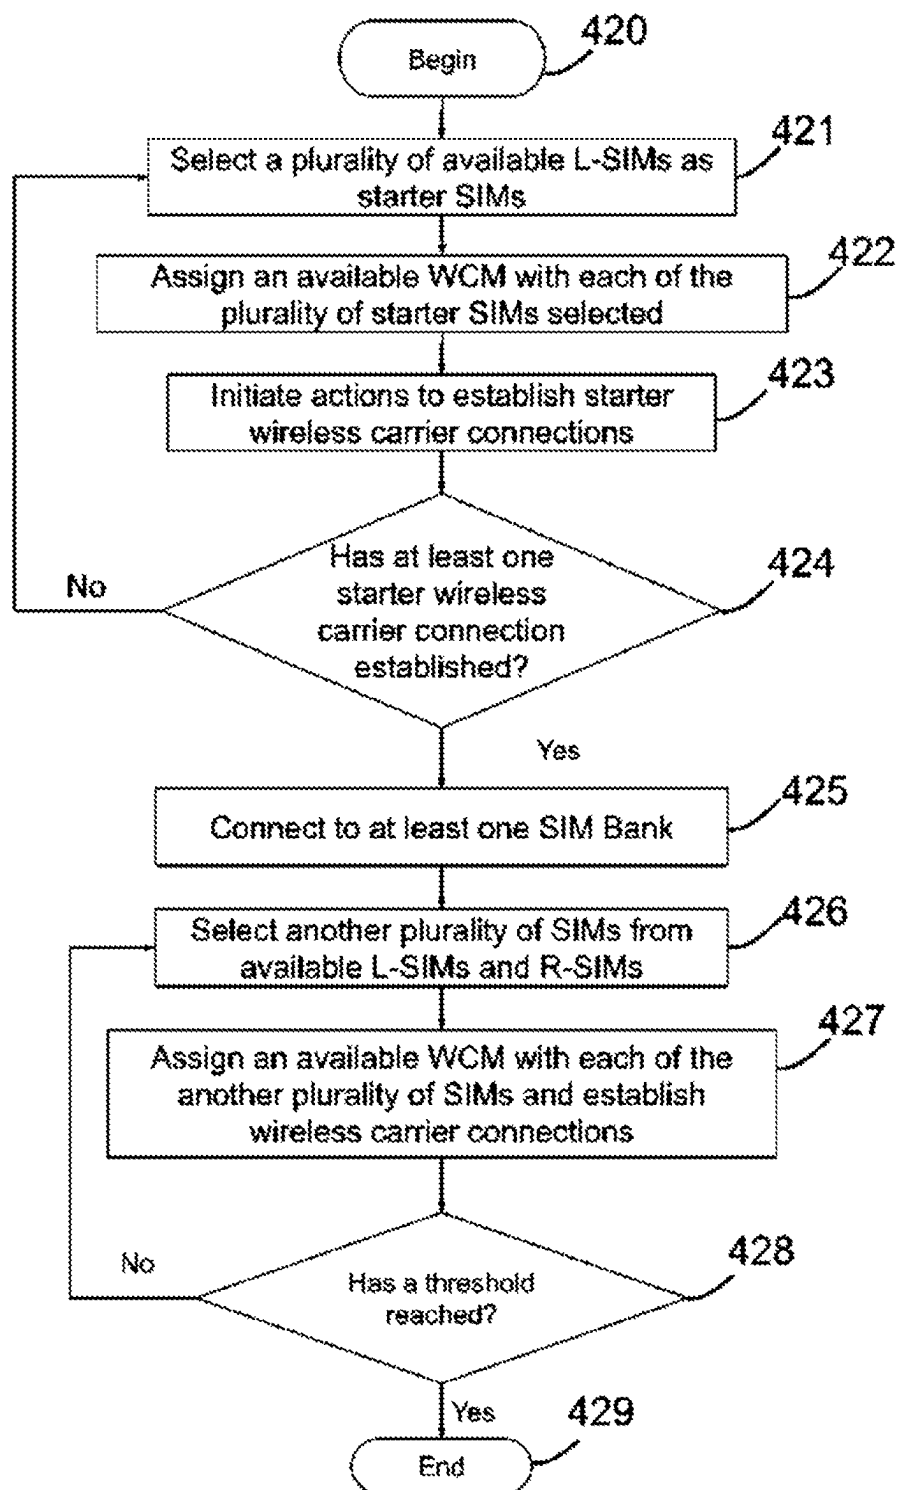 420
Begin
421
Select a plurality of available L-SIMs as
starter SIMs
422
Assign an available WCM with each of the
plurality of starter SIMs selected
423
Initiate actions to establish starter
wireless carrier connections
424
Has at least one
starter wireless
carrier connection
established?
No
Yes
425
Connect to at least one SIM Bank
426
Select another plurality of SIMs from
available L-SIMs and R-SIMs
427
Assign an available WCM with each of the
another plurality of SIMs and establish
wireless carrier connections
428
No
Has a threshold
reached?
Yes
429
End